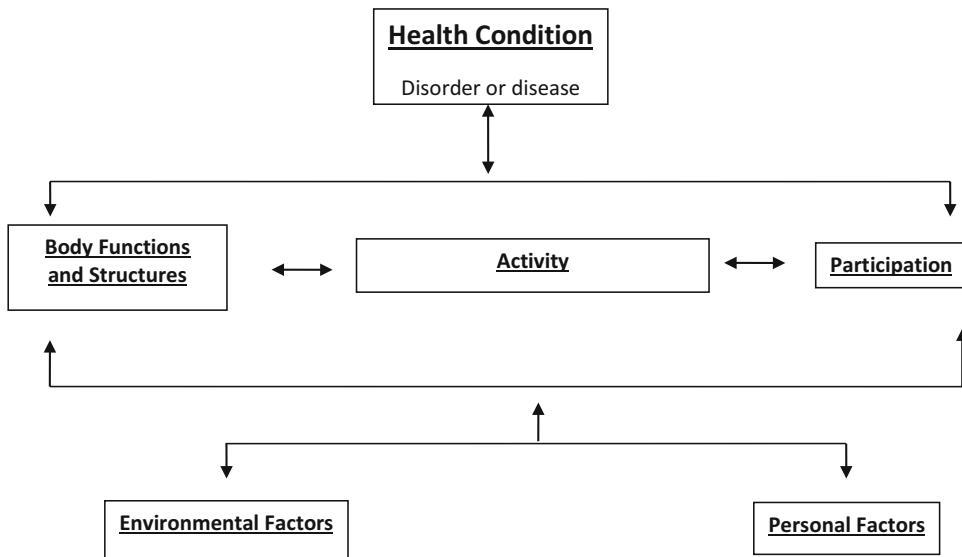 Health Condition
Disorder or disease
Body Functions
and Structures
Activity
Participation
Environmental Factors
Personal Factors